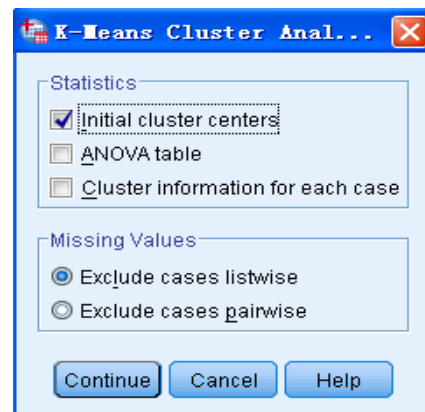 K-Means Cluster Anal...
Statistics
Initial cluster centers
ANOVA table
Cluster information for each case
Missing Values
Exclude cases listwise
Exclude cases pairwise
Continue Cancel Help